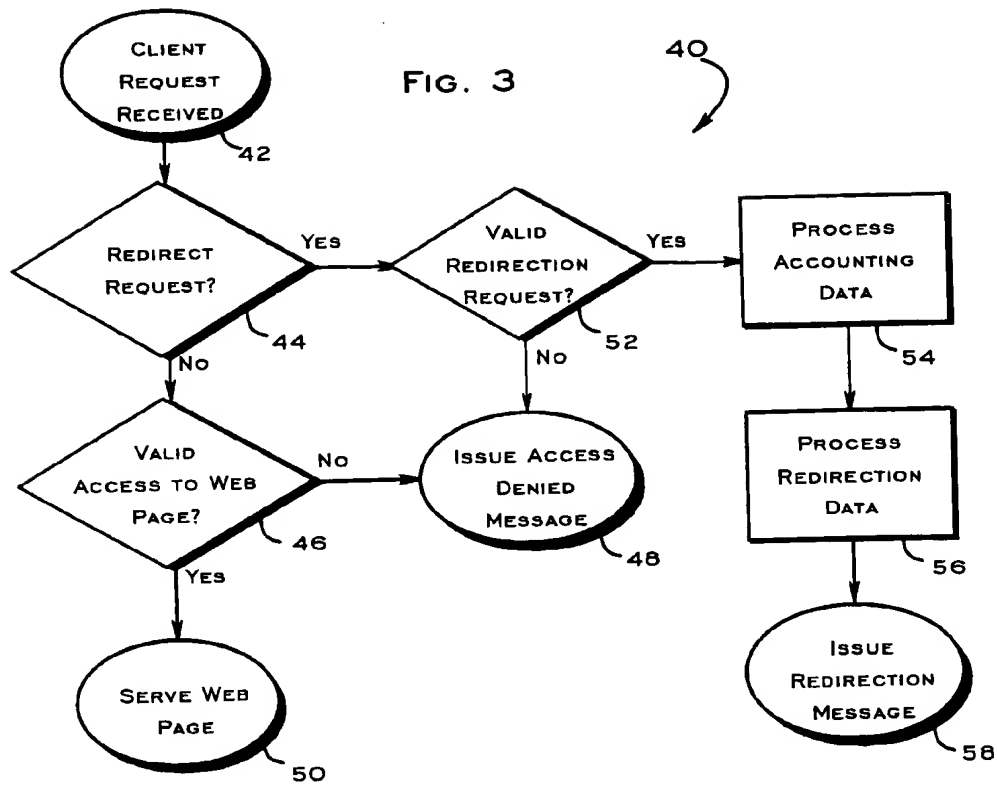 CLIENT
REQUEST
RECEIVED
42
FIG. 3
40
REDIRECT
REQUEST?
44
YES
NO
VALID
REDIRECTION
REQUEST?
52
YES
NO
PROCESS
ACCOUNTING
DATA
54
VALID
ACCESS TO WEB
PAGE?
46
NO
YES
ISSUE ACCESS
DENIED
MESSAGE
48
PROCESS
REDIRECTION
DATA
56
SERVE WEB
PAGE
50
ISSUE
REDIRECTION
MESSAGE
58